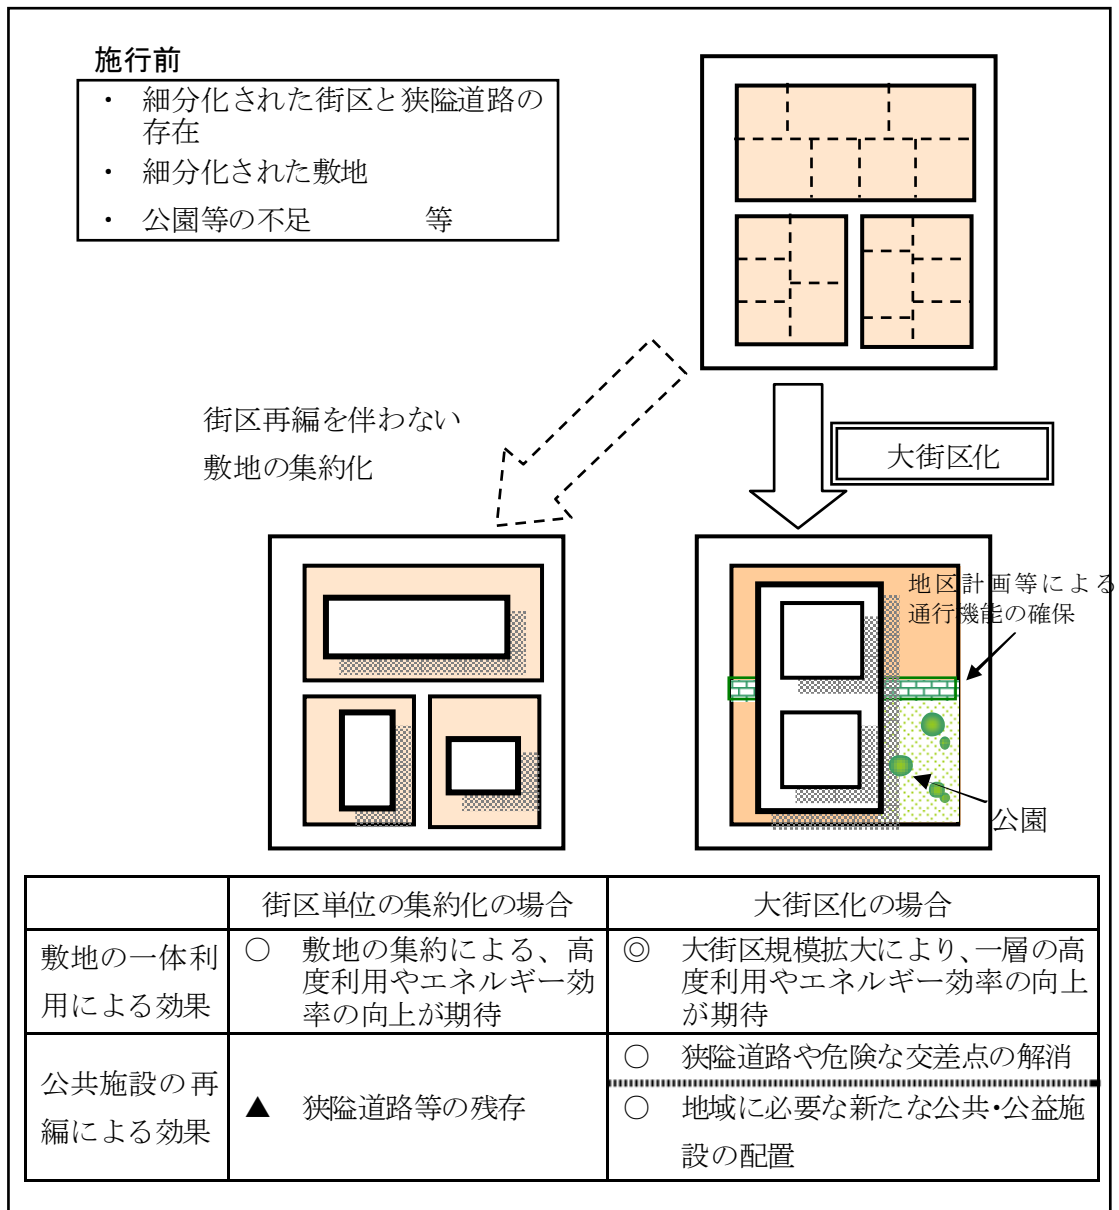 施行前
・ 細分化された街区と狭隘道路の
存在
・ 細分化された敷地
・ 公園等の不足 等
街区再編を伴わない
敷地の集約化
大街区化
地区計画等による
通行機能の確保
公園
街区単位の集約化の場合 大街区化の場合
敷地の一体利
用による効果
○ 敷地の集約による、高
度利用やエネルギー効
率の向上が期待
◎ 大街区規模拡大により、一層の高
度利用やエネルギー効率の向上
が期待
公共施設の再
編による効果
▲ 狭隘道路等の残存
○ 狭隘道路や危険な交差点の解消
○ 地域に必要な新たな公共・公益施
設の配置